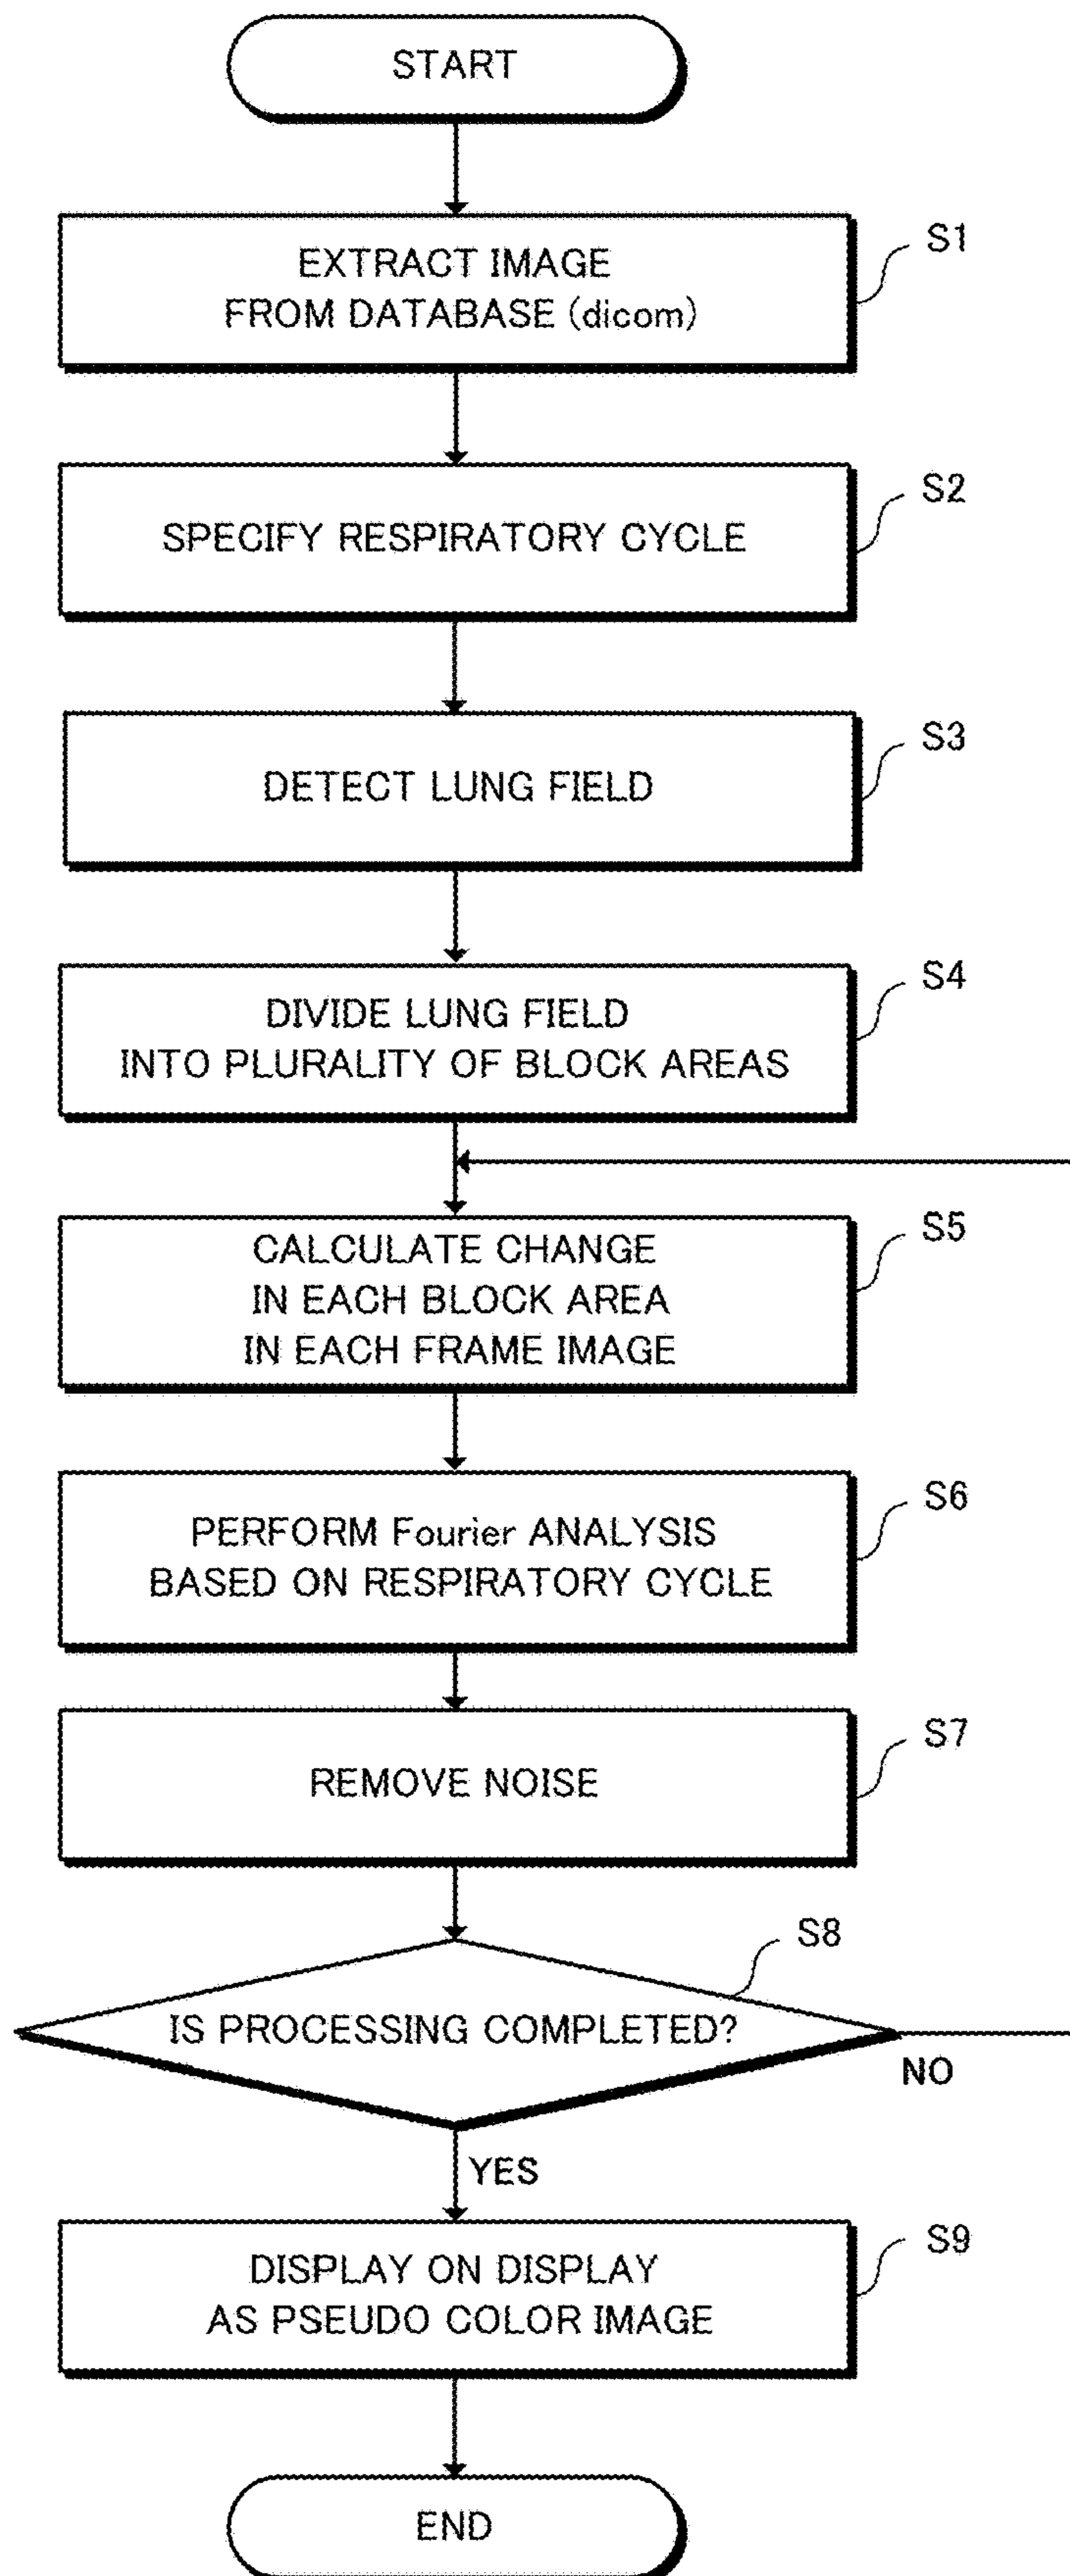 START
EXTRACT IMAGE
FROM DATABASE (dicom)
S1
SPECIFY RESPIRATORY CYCLE
S2
DETECT LUNG FIELD
S3
DIVIDE LUNG FIELD
INTO PLURALITY OF BLOCK AREAS
S4
CALCULATE CHANGE
IN EACH BLOCK AREA
IN EACH FRAME IMAGE
S5
PERFORM Fourier ANALYSIS
BASED ON RESPIRATORY CYCLE
S6
REMOVE NOISE
S7
IS PROCESSING COMPLETED?
S8
NO
YES
DISPLAY ON DISPLAY
AS PSEUDO COLOR IMAGE
S9
END